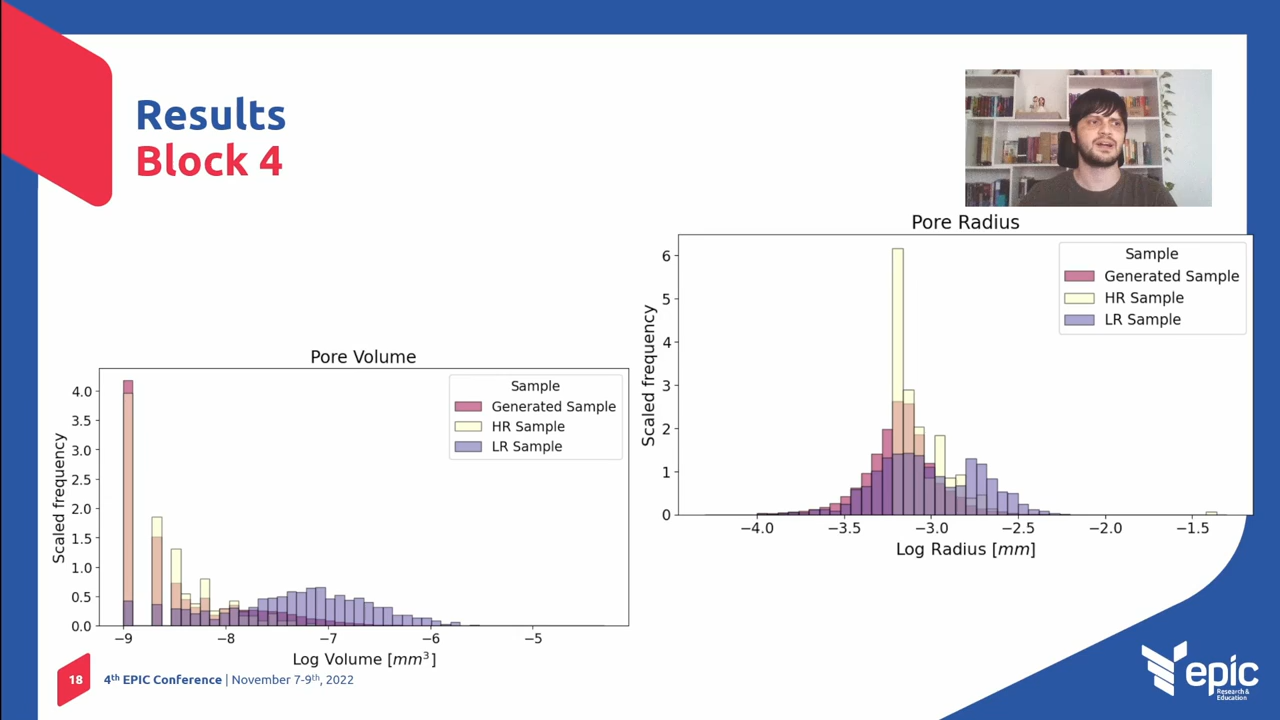 Results
Block 4
Pore Radius
Sample
Generated Sample
HR Sample
LR Sample
Scaled frequency
6
5
4
3
2
1
0
−4.0
−3.5
−3.0
−2.5
−2.0
−1.5
Log Radius [mm]
Pore Volume
Sample
Generated Sample
HR Sample
LR Sample
Scaled frequency
4.0
3.5
3.0
2.5
2.0
1.5
1.0
0.5
0.0
−9
−8
−7
−6
−5
Log Volume [mm³]
18
4th EPIC Conference | November 7-9th, 2022
epic
Research &
Education